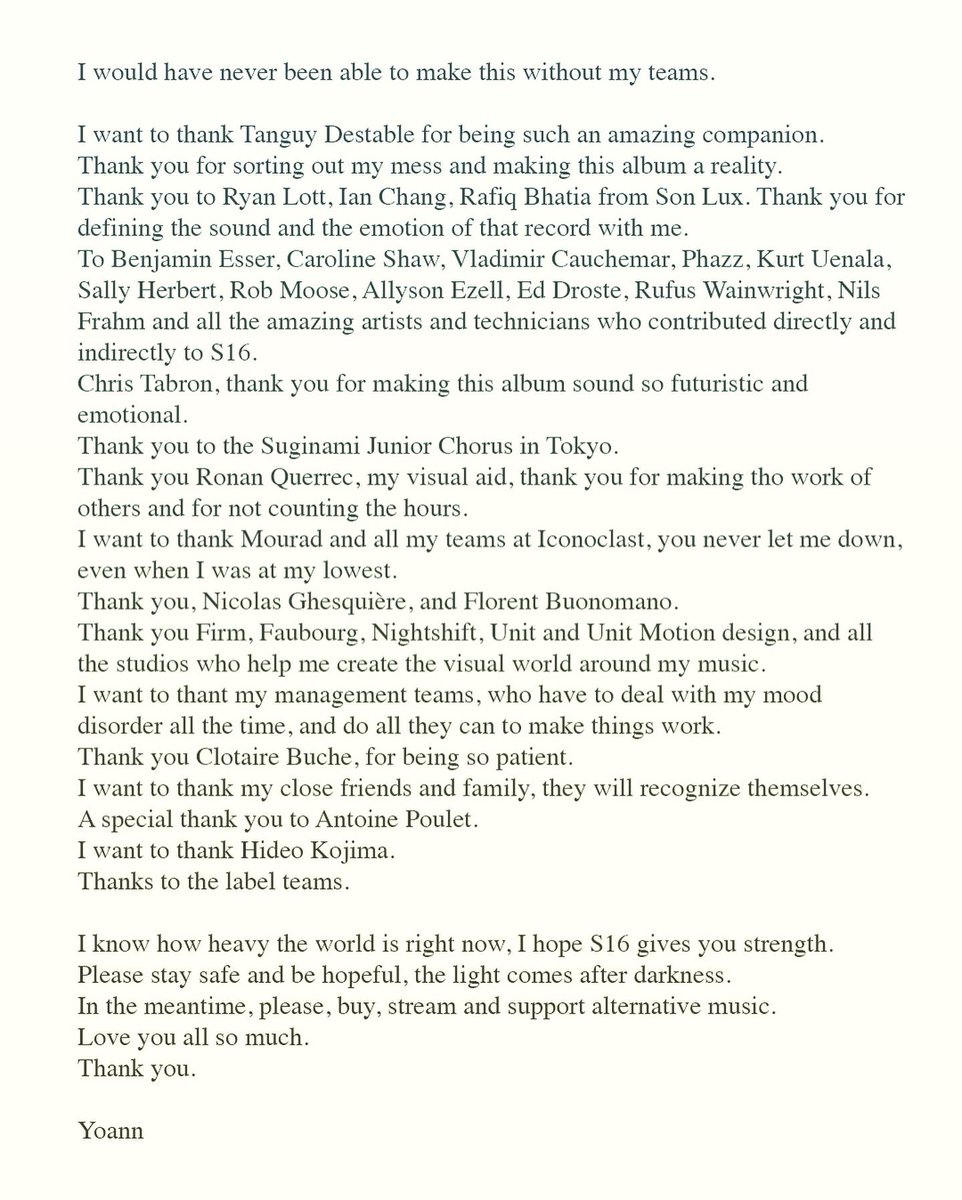 I would have never been able to make this without my teams.
I want to thank Tanguy Destable for being such an amazing companion.
Thank you for sorting out my mess and making this album a reality.
Thank you to Ryan Lott, Ian Chang, Rafiq Bhatia from Son Lux. Thank you for
defining the sound and the emotion of that record with me.
To Benjamin Esser, Caroline Shaw, Vladimir Cauchemar, Phazz, Kurt Uenala,
Sally Herbert, Rob Moose, Allyson Ezell, Ed Droste, Rufus Wainwright, Nils
Frahm and all the amazing artists and technicians who contributed directly and
indirectly to S16.
Chris Tabron, thank you for making this album sound so futuristic and
emotional.
Thank you to the Suginami Junior Chorus in Tokyo.
Thank you Ronan Querrec, my visual aid, thank you for making tho work of
others and for not counting the hours.
I want to thank Mourad and all my teams at Iconoclast, you never let me down,
even when I was at my lowest.
Thank you, Nicolas Ghesquière, and Florent Buonomano.
Thank you Firm, Faubourg, Nightshift, Unit and Unit Motion design, and all
the studios who help me create the visual world around my music.
I want to thant my management teams, who have to deal with my mood
disorder all the time, and do all they can to make things work.
Thank you Clotaire Buche, for being so patient.
I want to thank my close friends and family, they will recognize themselves.
A special thank you to Antoine Poulet.
I want to thank Hideo Kojima.
Thanks to the label teams.
I know how heavy the world is right now, I hope S16 gives you strength.
Please stay safe and be hopeful, the light comes after darkness.
In the meantime, please, buy, stream and support alternative music.
Love you all so much.
Thank you.
Yoann